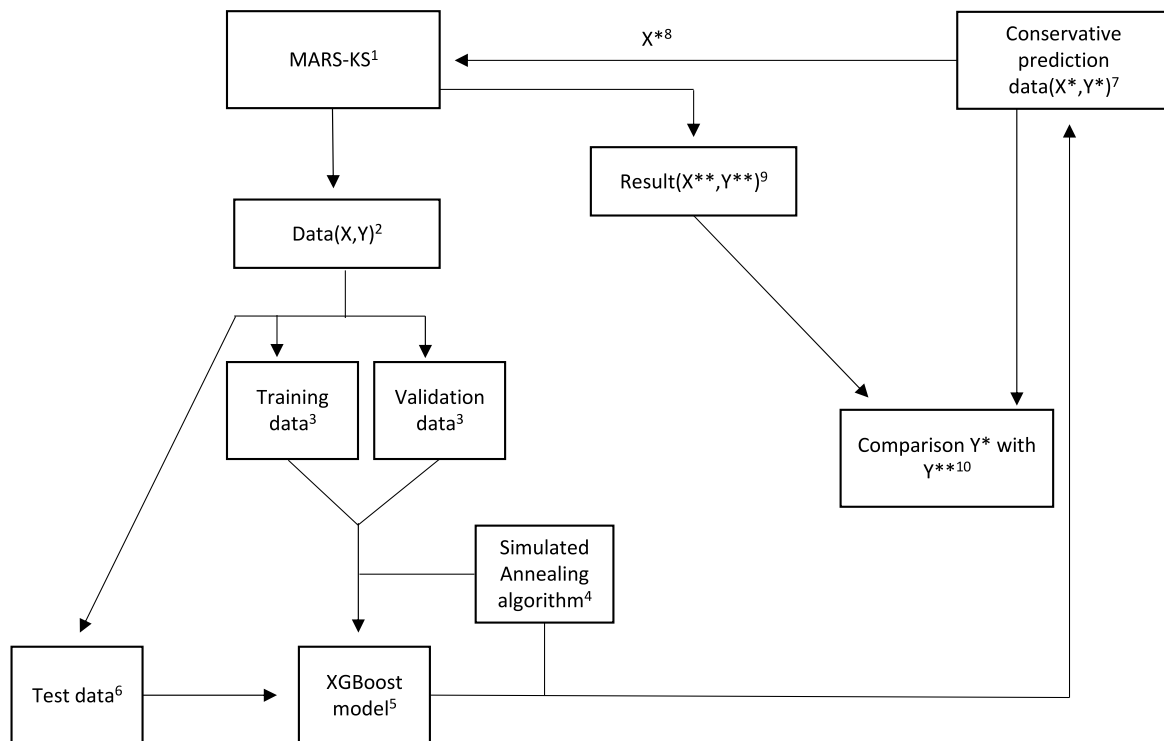 MARS-KS¹
X*⁸
Conservative
prediction
data(X*,Y*)⁷
Result(X**,Y**)⁹
Data(X,Y)²
Training
data³
Validation
data³
Comparison Y* with
Y**¹⁰
Simulated
Annealing
algorithm⁴
Test data⁶
XGBoost
model⁵